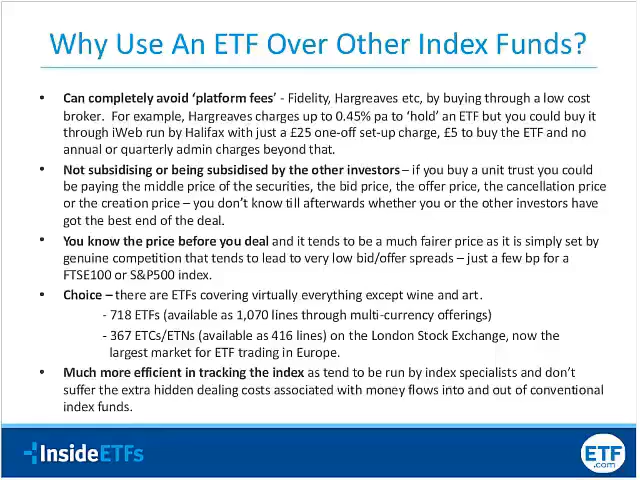 Why Use An ETF Over Other Index Funds?
• Can completely avoid ‘platform fees’ - Fidelity, Hargreaves etc, by buying through a low cost
broker. For example, Hargreaves charges up to 0.45% pa to ‘hold’ an ETF but you could buy it
through iWeb run by Halifax with just a £25 one-off set-up charge, £5 to buy the ETF and no
annual or quarterly admin charges beyond that.
• Not subsidising or being subsidised by the other investors – if you buy a unit trust you could
be paying the middle price of the securities, the bid price, the offer price, the cancellation price
or the creation price – you don’t know till afterwards whether you or the other investors have
got the best end of the deal.
• You know the price before you deal and it tends to be a much fairer price as it is simply set by
genuine competition that tends to lead to very low bid/offer spreads – just a few bp for a
FTSE100 or S&P500 index.
• Choice – there are ETFs covering virtually everything except wine and art.
- 718 ETFs (available as 1,070 lines through multi-currency offerings)
- 367 ETCs/ETNs (available as 416 lines) on the London Stock Exchange, now the
largest market for ETF trading in Europe.
• Much more efficient in tracking the index as tend to be run by index specialists and don’t
suffer the extra hidden dealing costs associated with money flows into and out of conventional
index funds.
InsideETFs
ETF
.com